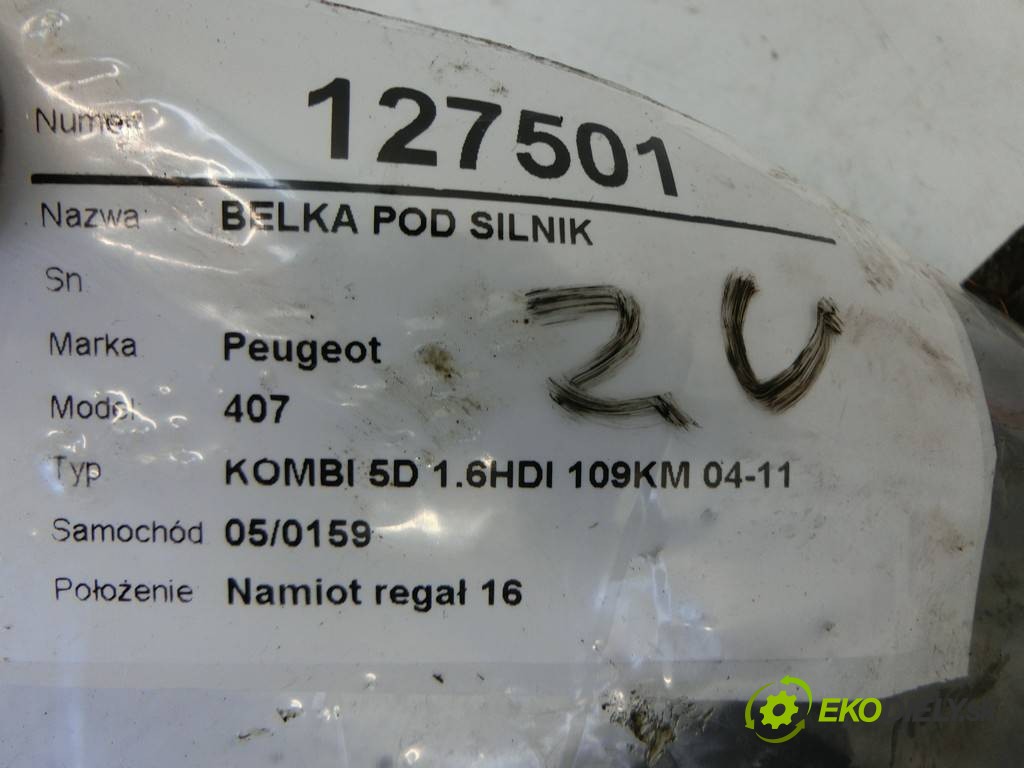 Numer 127501
Nazwa: BELKA POD SILNIK
Sn
Marka Peugeot
Model: 407
Typ KOMBI 5D 1.6HDI 109KM 04-11
Samochód 05/0159
Położenie Namiot regał 16
ZU
EKO